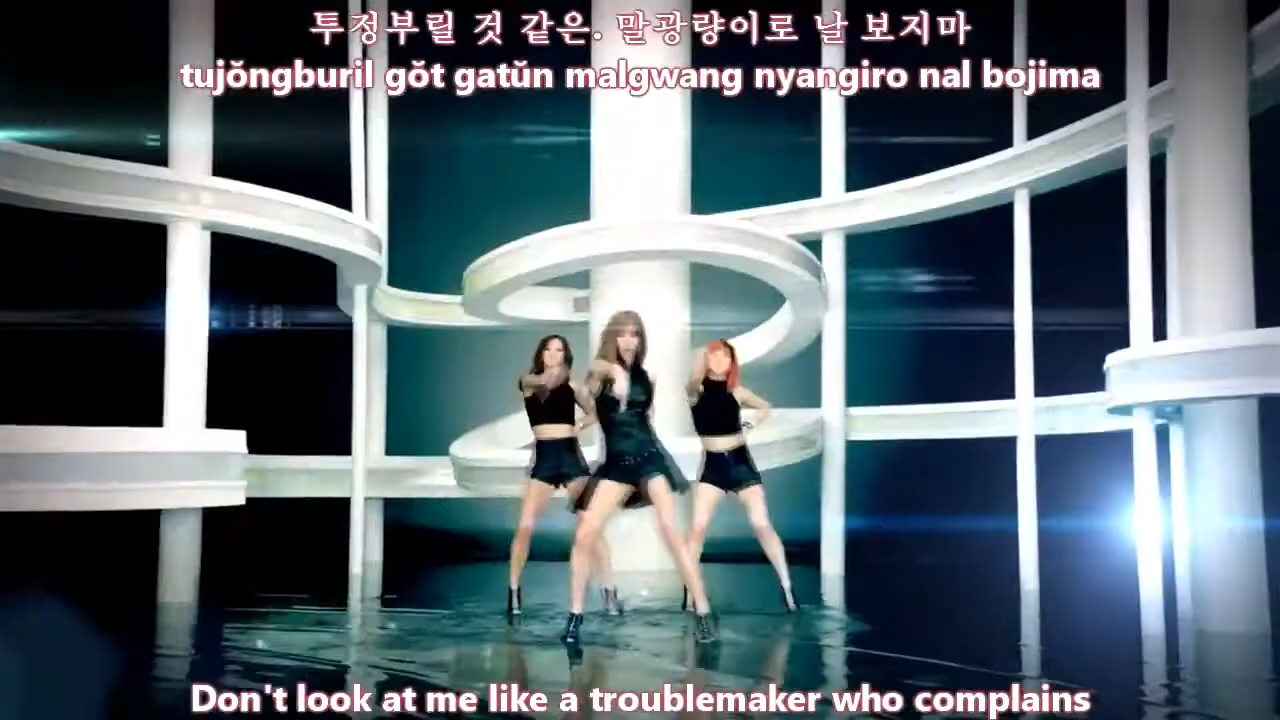 투정부릴 것 같은. 말광량이로 날 보지마
tujŏngburil gŏt gatŭn malgwang nyangiro nal bojima
Don't look at me like a troublemaker who complains